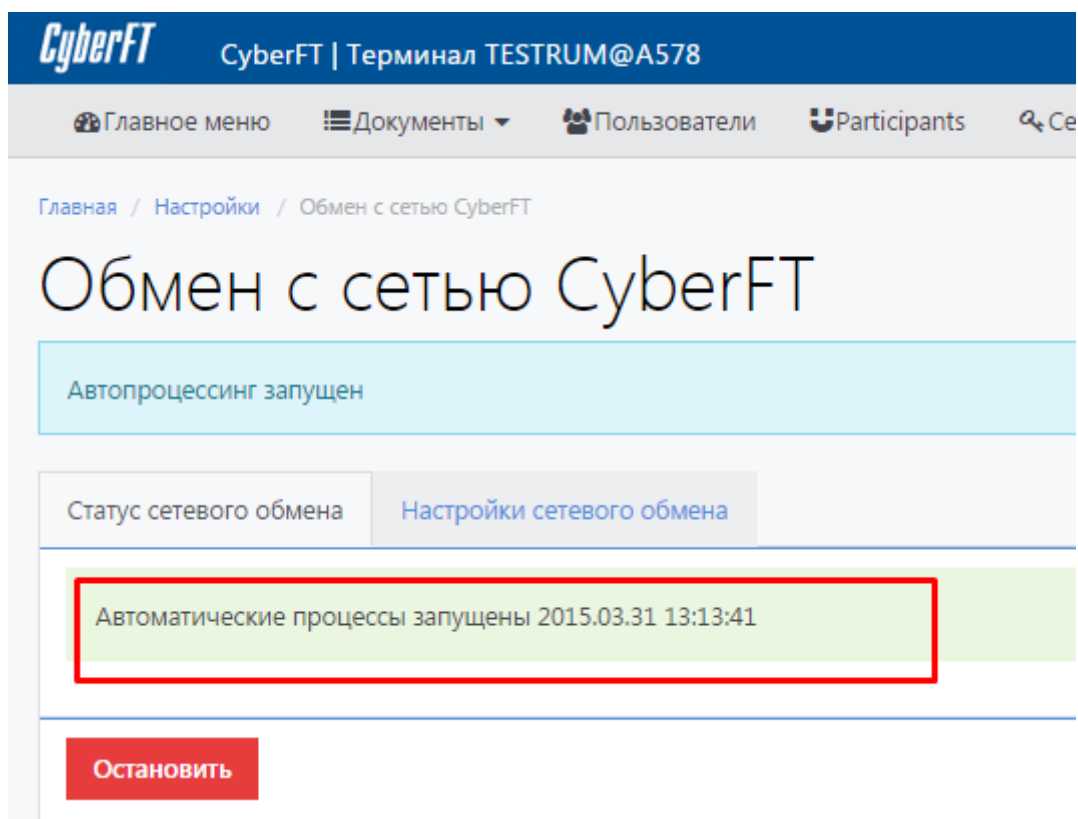 CyberFT
CyberFT | Терминал TESTRUM@A578
Главное меню Документы Пользователи Participants Се
Главная / Настройки / Обмен с сетью CyberFT
Обмен с сетью CyberFT
Автопроцессинг запущен
Статус сетевого обмена Настройки сетевого обмена
Автоматические процессы запущены 2015.03.31 13:13:41
Остановить